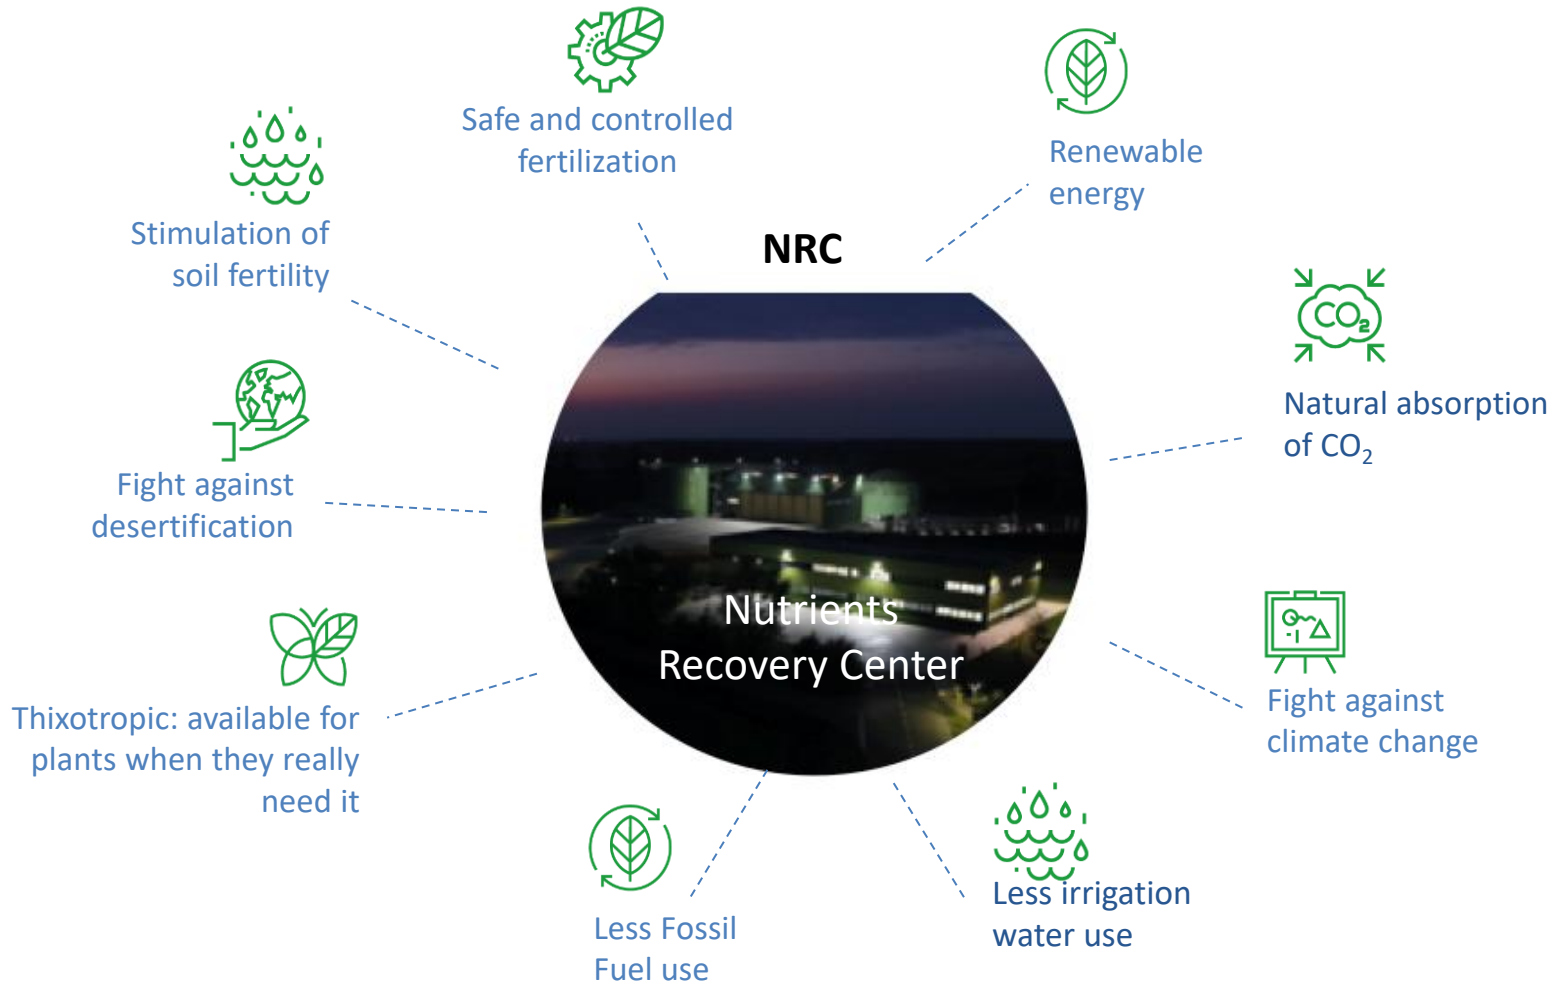 Safe and controlled
fertilization
Renewable
energy
Stimulation of
soil fertility
NRC
CO2
Natural absorption
of CO2
Fight against
desertification
Nutrients
Recovery Center
Fight against
climate change
Thixotropic: available for
plants when they really
need it
Less irrigation
water use
Less Fossil
Fuel use